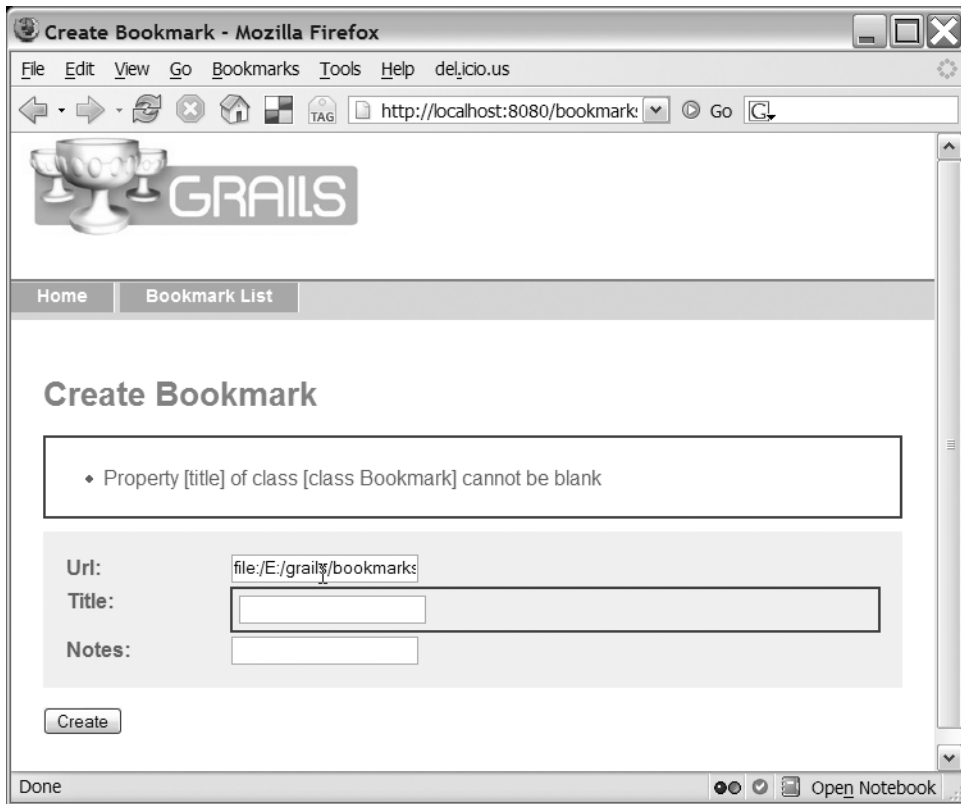 Create Bookmark - Mozilla Firefox
File Edit View Go Bookmarks Tools Help del.icio.us
TAG http://localhost:8080/bookmark: Go G
GRAILS
Home Bookmark List
Create Bookmark
• Property [title] of class [class Bookmark] cannot be blank
Url: file:/E:/grails/bookmarks
Title:
Notes:
Create
Done Open Notebook